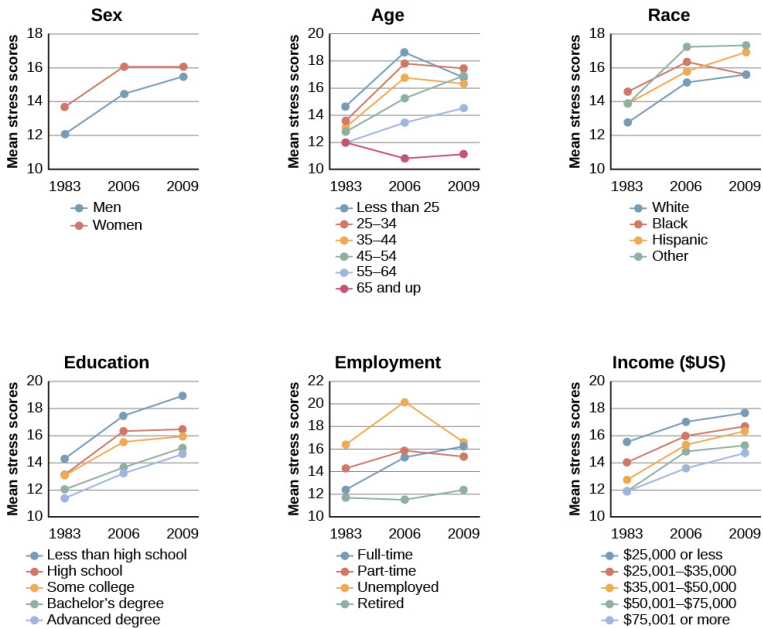 Sex
Mean stress scores
18
16
14
12
10
1983 2006 2009
Men
Women
Age
Mean stress scores
20
18
16
14
12
10
1983 2006 2009
Less than 25
25–34
35–44
45–54
55–64
65 and up
Race
Mean stress scores
18
16
14
12
10
1983 2006 2009
White
Black
Hispanic
Other
Education
Mean stress scores
20
18
16
14
12
10
1983 2006 2009
Less than high school
High school
Some college
Bachelor's degree
Advanced degree
Employment
Mean stress scores
22
20
18
16
14
12
10
1983 2006 2009
Full-time
Part-time
Unemployed
Retired
Income ($US)
Mean stress scores
20
18
16
14
12
10
1983 2006 2009
$25,000 or less
$25,001–$35,000
$35,001–$50,000
$50,001–$75,000
$75,001 or more